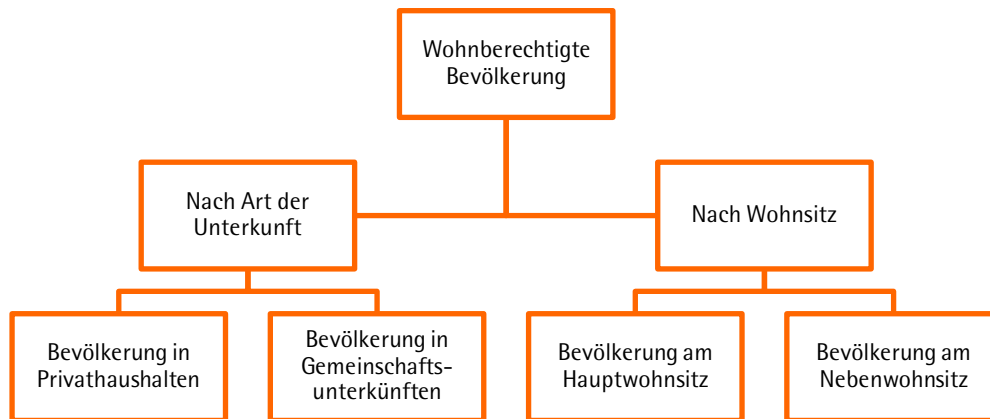 Wohnberechtigte
Bevölkerung
Nach Art der
Unterkunft
Nach Wohnsitz
Bevölkerung in
Privathaushalten
Bevölkerung in
Gemeinschafts-
unterkünften
Bevölkerung am
Hauptwohnsitz
Bevölkerung am
Nebenwohnsitz